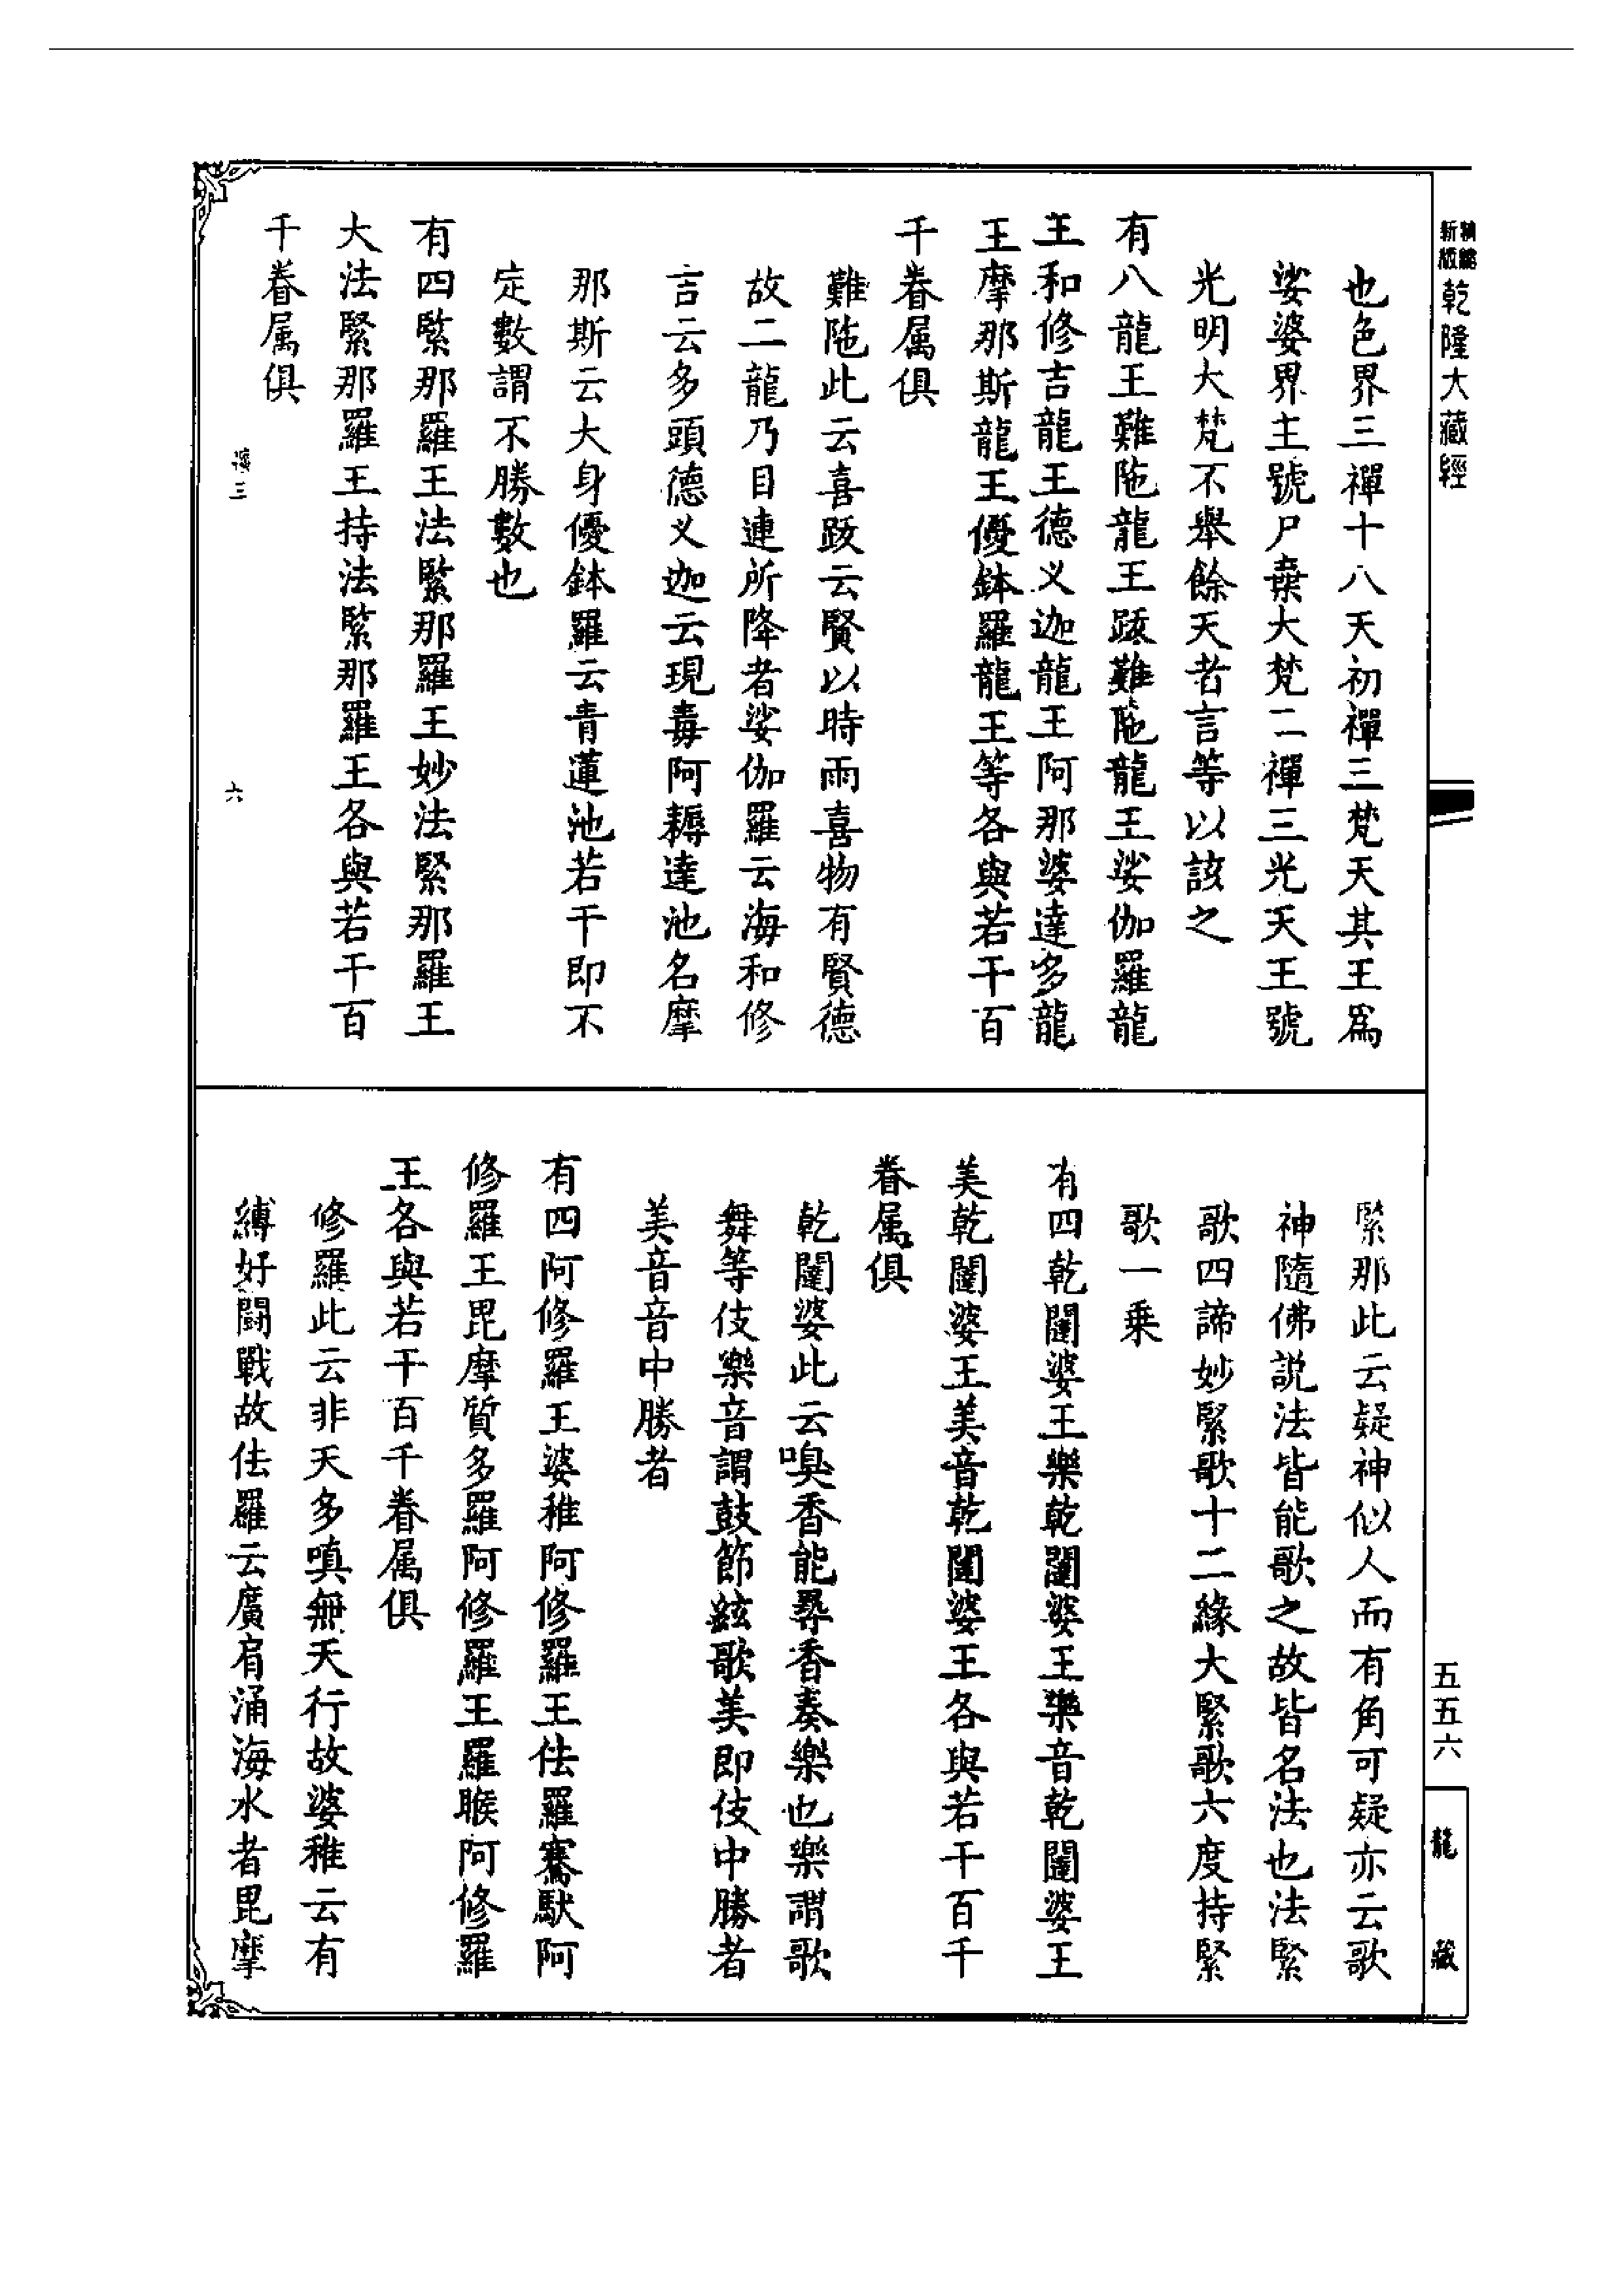 精編
新版
乾隆大藏經
也色界三禪十八天初禪三梵天其王爲
娑婆界主號尸棄大梵二禪三光天王號
光明大梵不舉餘天者言等以該之
有八龍王難陁龍王跋難陁龍王娑伽羅龍
王和修吉龍王德义迦龍王阿那婆達多龍
王摩那斯龍王優鉢羅龍王等各與若干百
千眷属俱
難陁此云喜跋云賢以時雨喜物有賢德
故二龍乃目連所降者娑伽羅云海和修
吉云多頭德义迦云現毒阿耨達池名摩
那斯云大身優鉢羅云青蓮池若干即不
定數謂不勝數也
有四緊那羅王法緊那羅王妙法緊那羅王
大法緊那羅王持法緊那羅王各與若干百
千眷属俱
三
六
緊那此云疑神似人而有角可疑亦云歌
神隨佛説法皆能歌之故皆名法也法緊
歌四諦妙緊歌十二緣大緊歌六度持緊
歌一乗
有四乾闥婆王樂乾闥婆王樂音乾闥婆王
美乾闥婆王美音乾闥婆王各與若干百千
眷属俱
乾闥婆此云嗅香能尋香奏樂也樂謂歌
舞等伎樂音謂鼓節絃歌美即伎中勝者
美音音中勝者
有四阿修羅王婆稚阿修羅王佉羅騫馱阿
修羅王毘摩質多羅阿修羅王羅睺阿修羅
王各與若干百千眷属俱
修羅此云非天多嗔無天行故婆稚云有
縛好闘戰故佉羅云廣肩涌海水者毘摩
五五六
龍藏